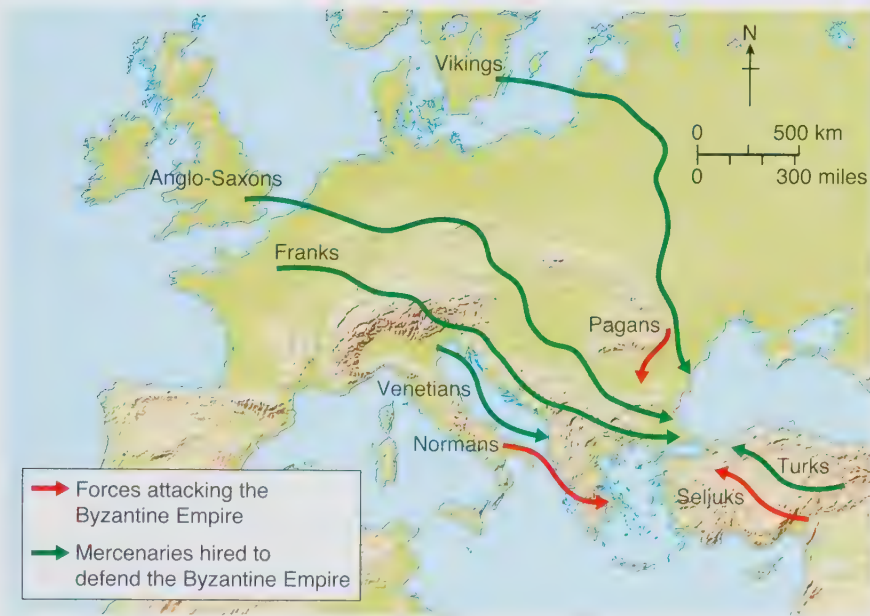 Vikings
N
0 500 km
0 300 miles
Anglo-Saxons
Franks
Pagans
Venetians
Normans
Turks
Seljuks
Forces attacking the
Byzantine Empire
Mercenaries hired to
defend the Byzantine Empire